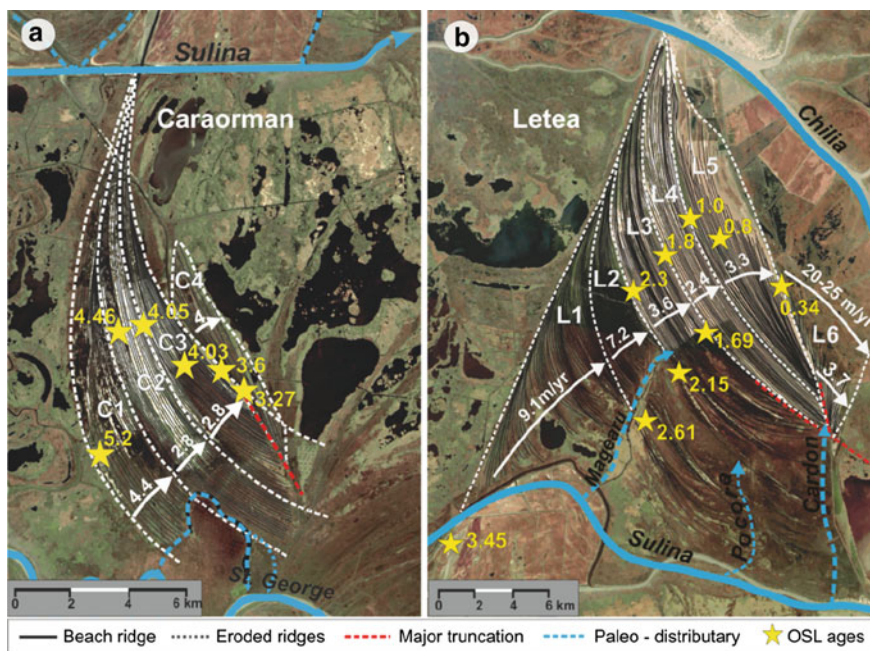 a
Sulina
Caraorman
C4
4
4.46
4.05
C3
4.03
3.6
C2
3.27
C1
2.8
5.2
2.8
4.4
St. George
0 2 4 6 km
b
Chilia
Letea
L5
1.0
L4
0.8
L3
1.8
3.3
20-25 m/yr
L2
2.3
2.4
3.6
0.34
L1
7.2
1.69
L6
9.1m/yr
2.15
3.7
Magearu
2.61
Cardon
Pocora
3.45
Sulina
0 2 4 6 km
Beach ridge Eroded ridges Major truncation Paleo - distributary OSL ages